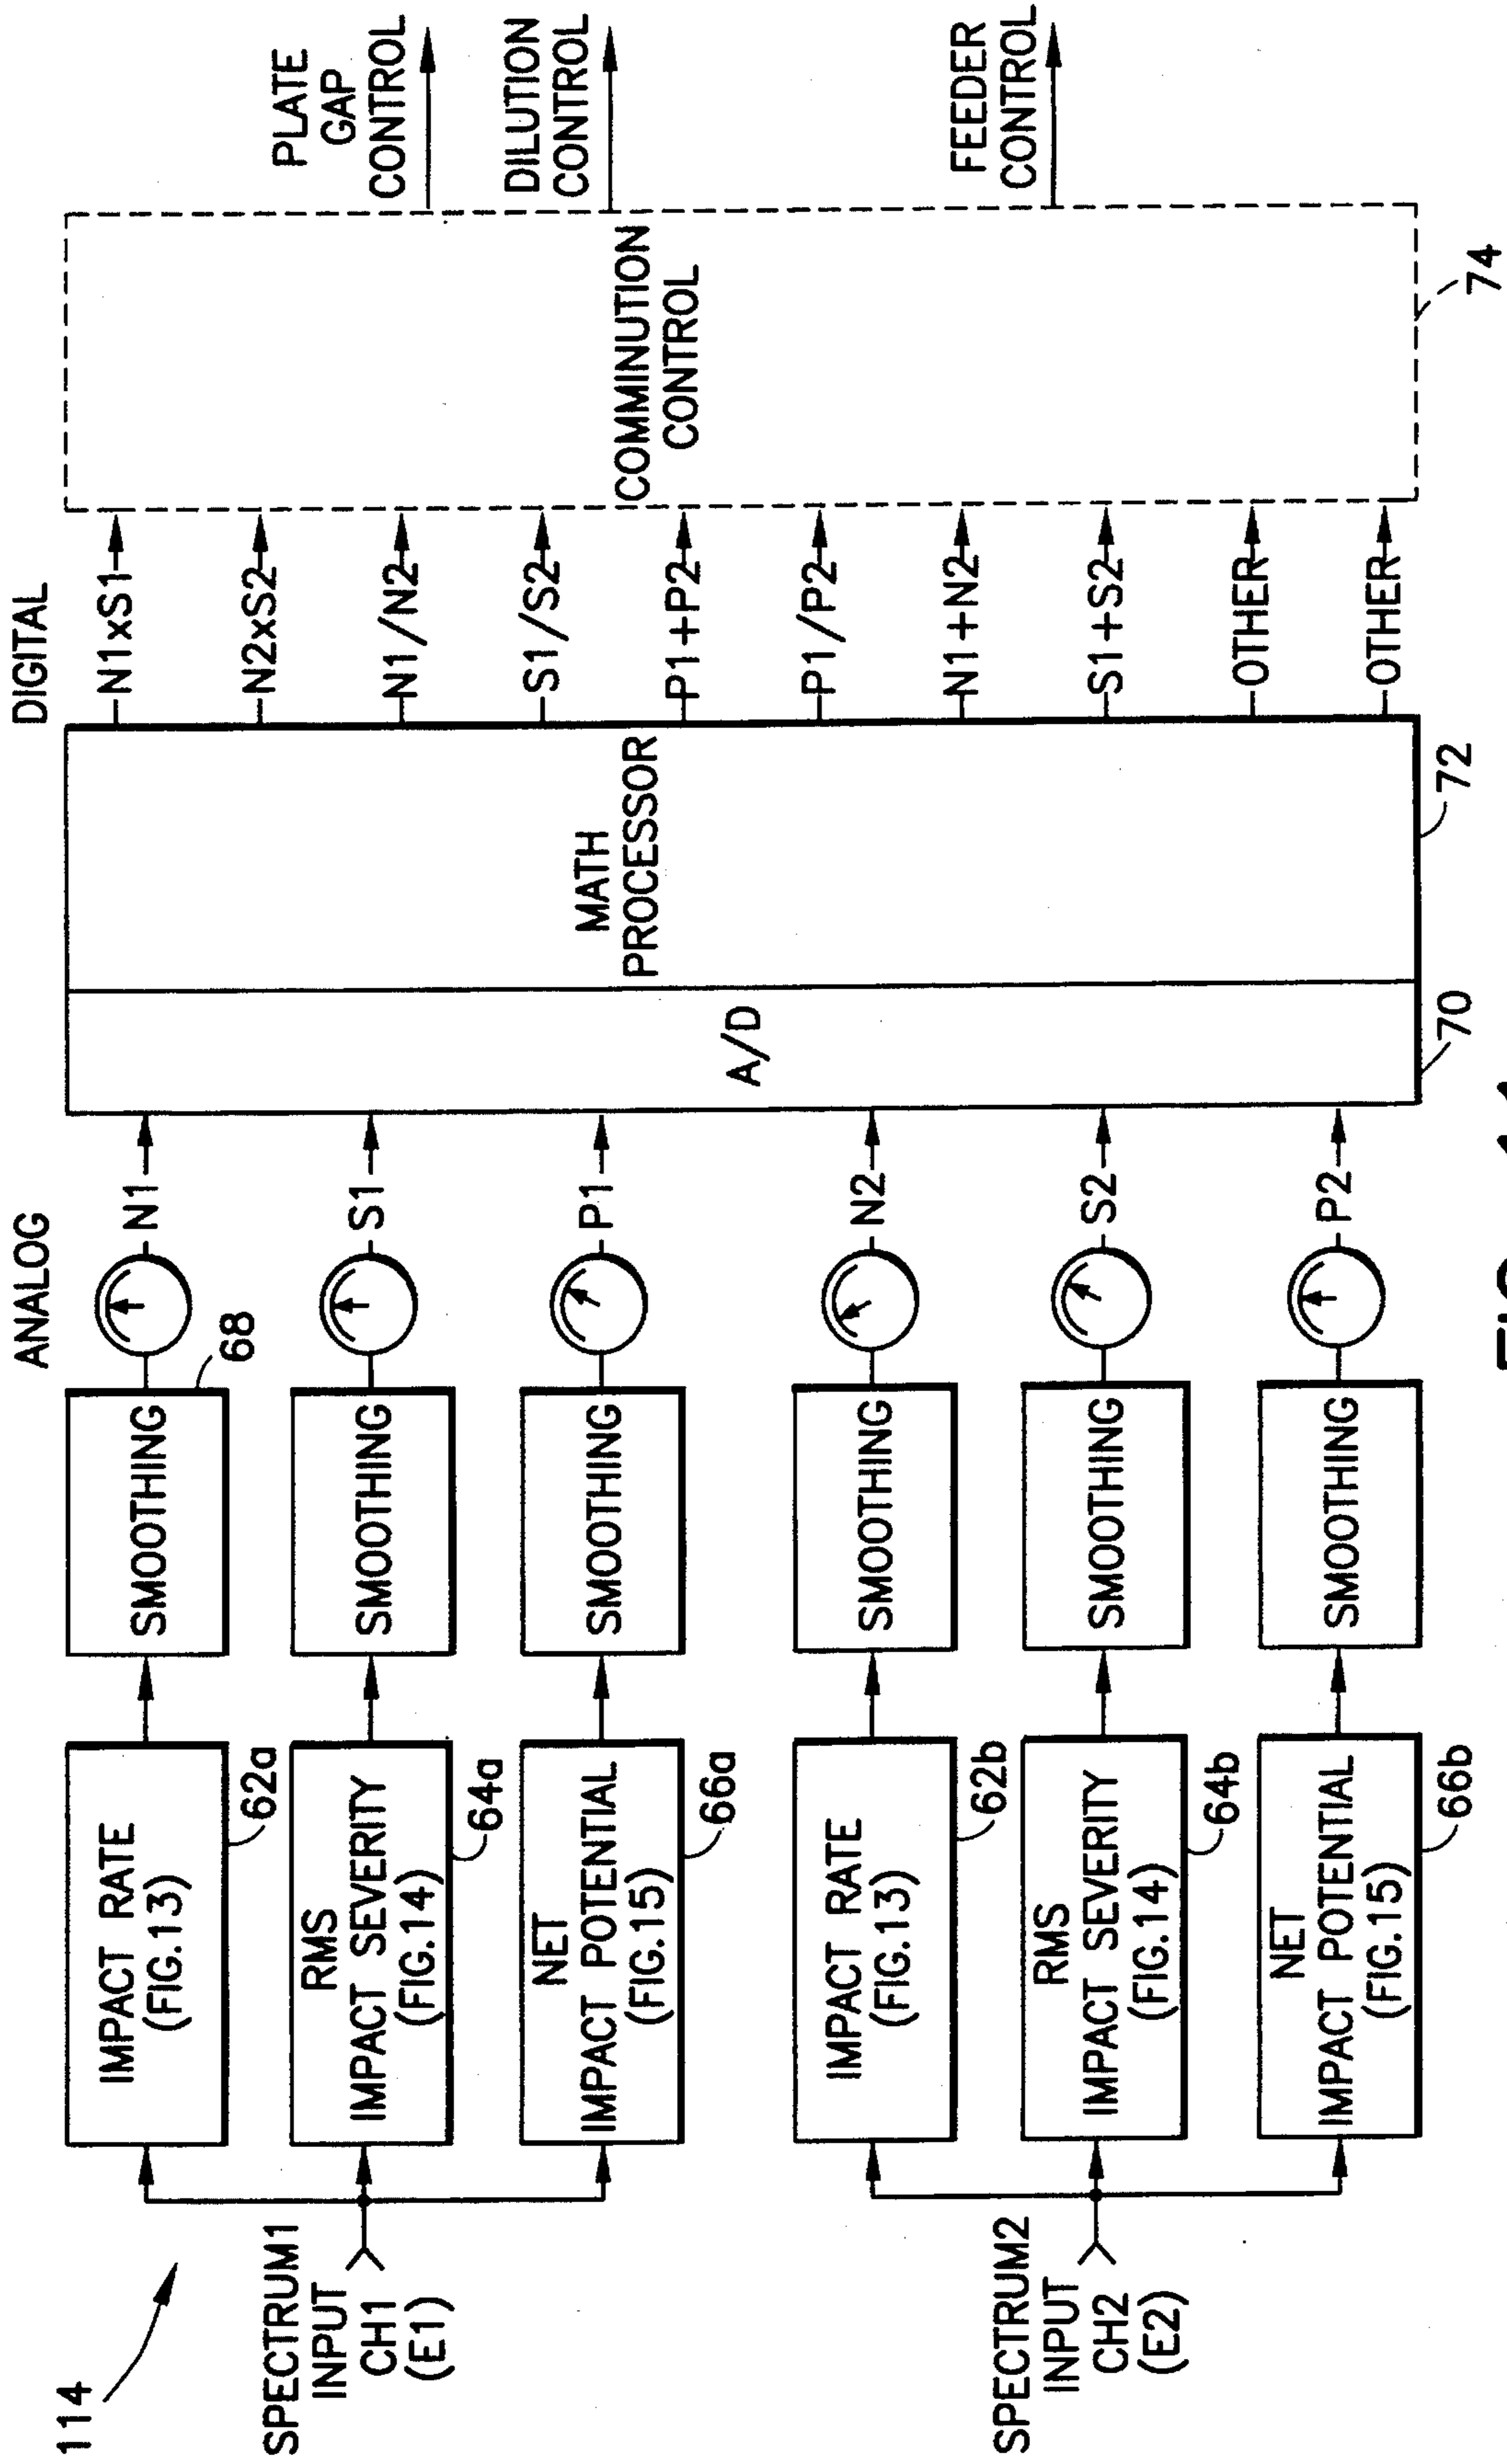 114
SPECTRUM1
INPUT
CH1
(E1)
SPECTRUM2
INPUT
CH2
(E2)
IMPACT RATE
(FIG.13)
62a
RMS
IMPACT SEVERITY
(FIG.14)
64a
NET
IMPACT POTENTIAL
(FIG.15)
66a
IMPACT RATE
(FIG.13)
62b
RMS
IMPACT SEVERITY
(FIG.14)
64b
NET
IMPACT POTENTIAL
(FIG.15)
66b
SMOOTHING
68
SMOOTHING
SMOOTHING
SMOOTHING
SMOOTHING
SMOOTHING
ANALOG
N1
S1
P1
N2
S2
P2
A/D
70
MATH
PROCESSOR
72
DIGITAL
N1xS1
N2xS2
N1/N2
S1/S2
P1+P2
P1/P2
N1+N2
S1+S2
OTHER
OTHER
COMMINUTION
CONTROL
74
PLATE
GAP
CONTROL
DILUTION
CONTROL
FEEDER
CONTROL